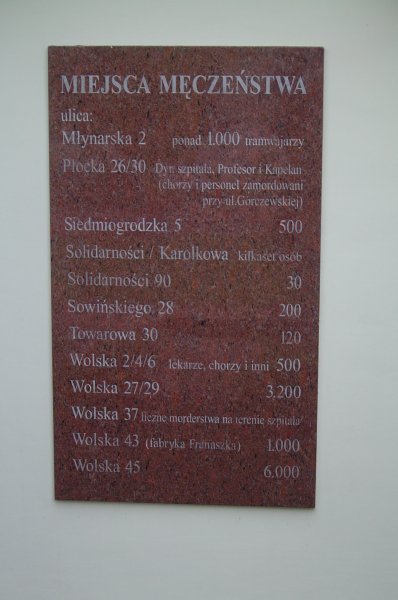 MIEJSCA MĘCZEŃSTWA
ulica:
Młynarska 2 ponad 1.000 tramwajarzy
Płocka 26/30 Dyr. szpitala, Profesor i Kapelan
(chorzy i personel zamordowani
przy ul.Górczewskiej)
Siedmiogrodzka 5 500
Solidarności / Karolkowa kilkaset osób
Solidarności 90 30
Sowińskiego 28 200
Towarowa 30 120
Wolska 2/4/6 lekarze, chorzy i inni 500
Wolska 27/29 3.200
Wolska 37 liczne morderstwa na terenie szpitala
Wolska 43 (fabryka Franaszka) 1.000
Wolska 45 6.000